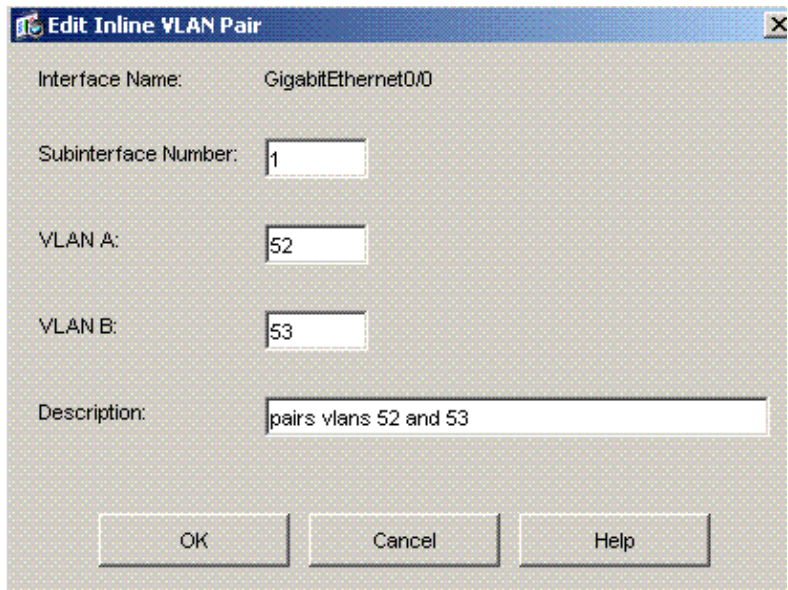 Edit Inline VLAN Pair
Interface Name: GigabitEthernet0/0
Subinterface Number: 1
VLAN A: 52
VLAN B: 53
Description: pairs vlans 52 and 53
OK Cancel Help